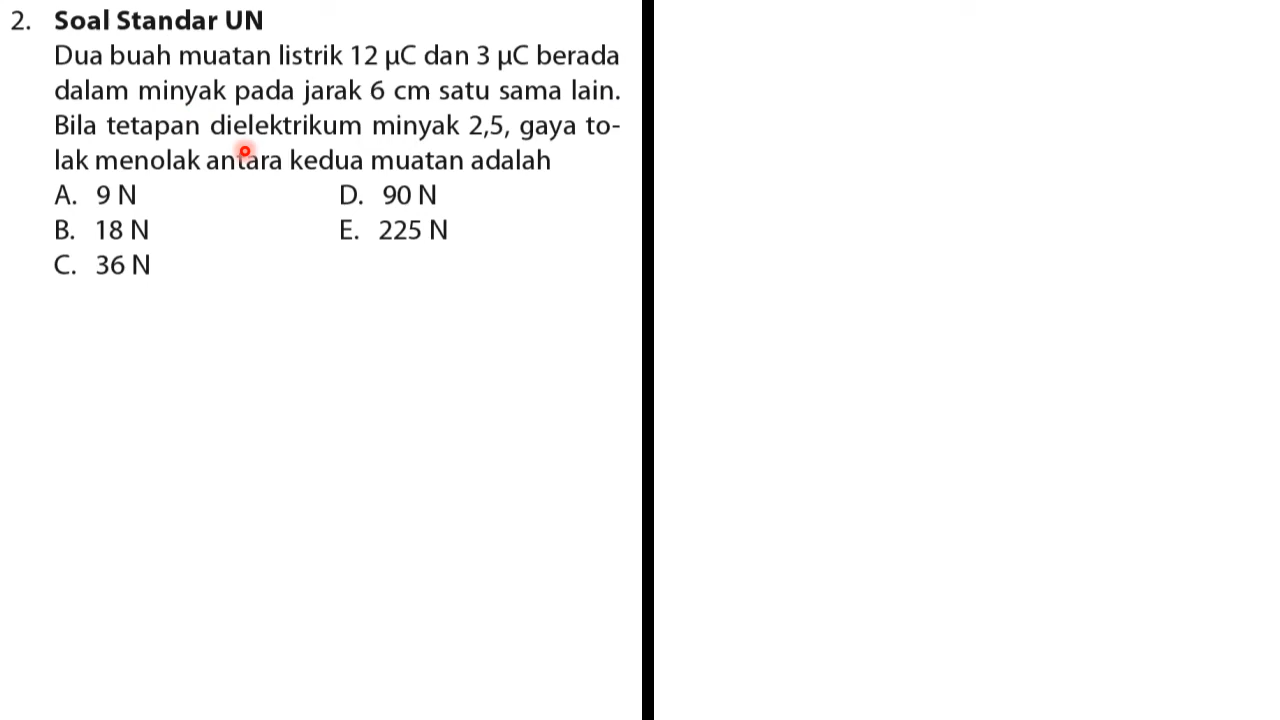 2. Soal Standar UN
Dua buah muatan listrik 12 μC dan 3 μC berada
dalam minyak pada jarak 6 cm satu sama lain.
Bila tetapan dielektrikum minyak 2,5, gaya to-
lak menolak antara kedua muatan adalah
A. 9 N D. 90 N
B. 18 N E. 225 N
C. 36 N